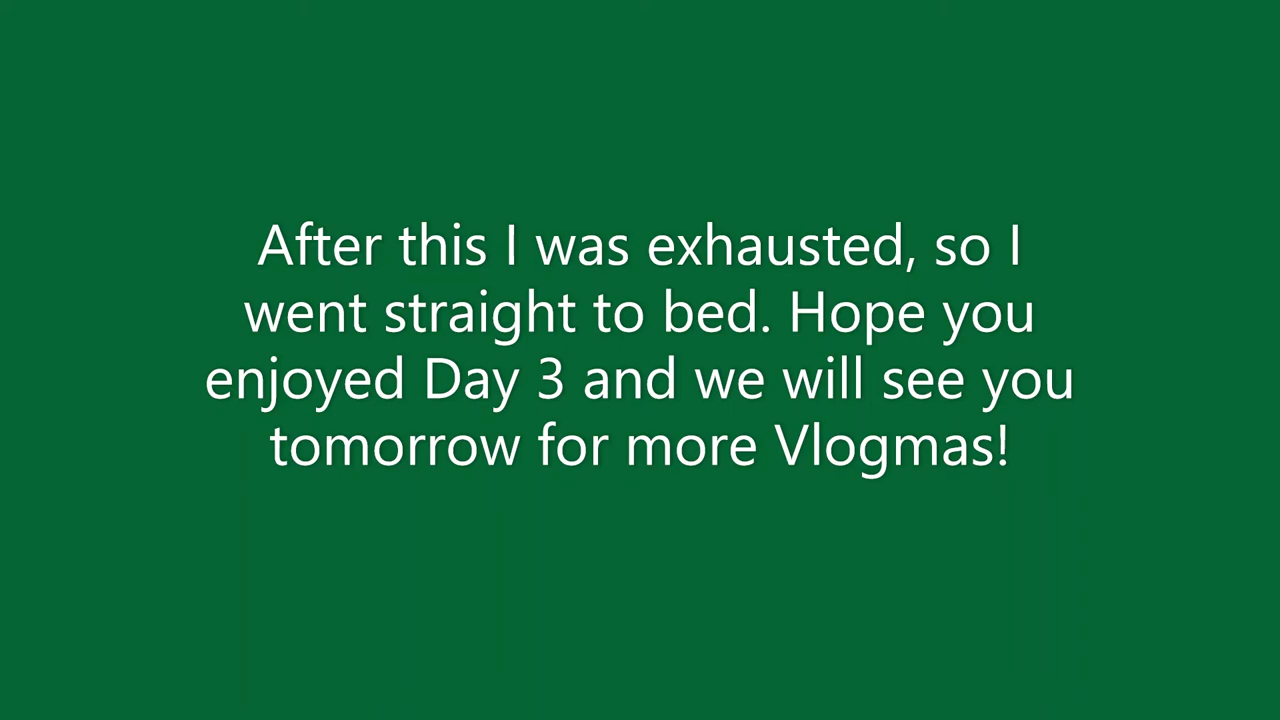 After this I was exhausted, so I
went straight to bed. Hope you
enjoyed Day 3 and we will see you
tomorrow for more Vlogmas!